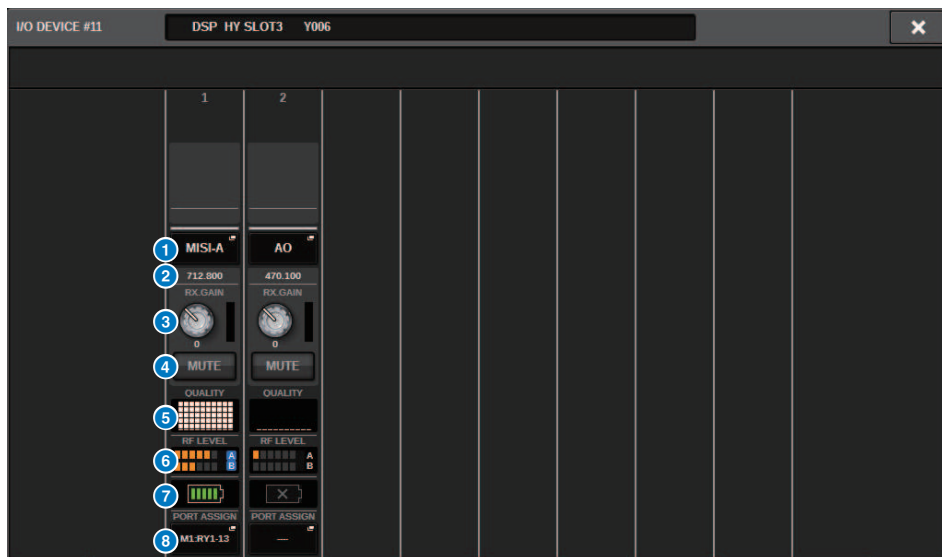 I/O DEVICE #11
DSP HY SLOT3 Y006
1 2
1 MISI-A AO
2 712.800 470.100
RX.GAIN RX.GAIN
3
0 0
4 MUTE MUTE
QUALITY QUALITY
5
RF LEVEL RF LEVEL
6 A A
B B
7
PORT ASSIGN PORT ASSIGN
8 M1:RY1-13 —